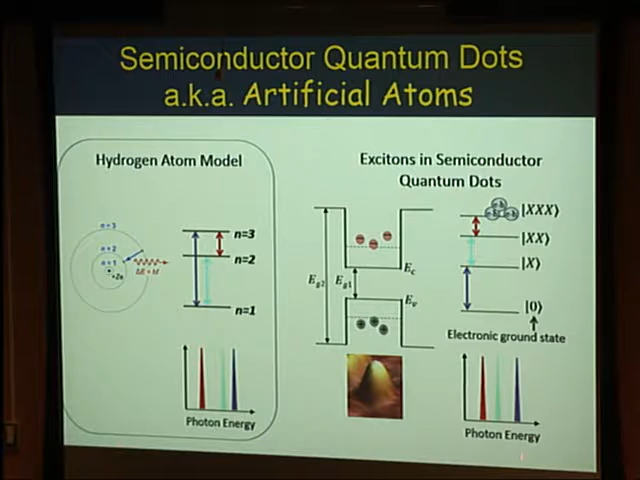 Semiconductor Quantum Dots
a.k.a. Artificial Atoms
Hydrogen Atom Model
n = 3
n = 2
n = 1
n=3
n=2
n=1
Photon Energy
Excitons in Semiconductor
Quantum Dots
E_g2
E_g1
E_c
E_v
|XXX⟩
|XX⟩
|X⟩
|0⟩
Electronic ground state
Photon Energy